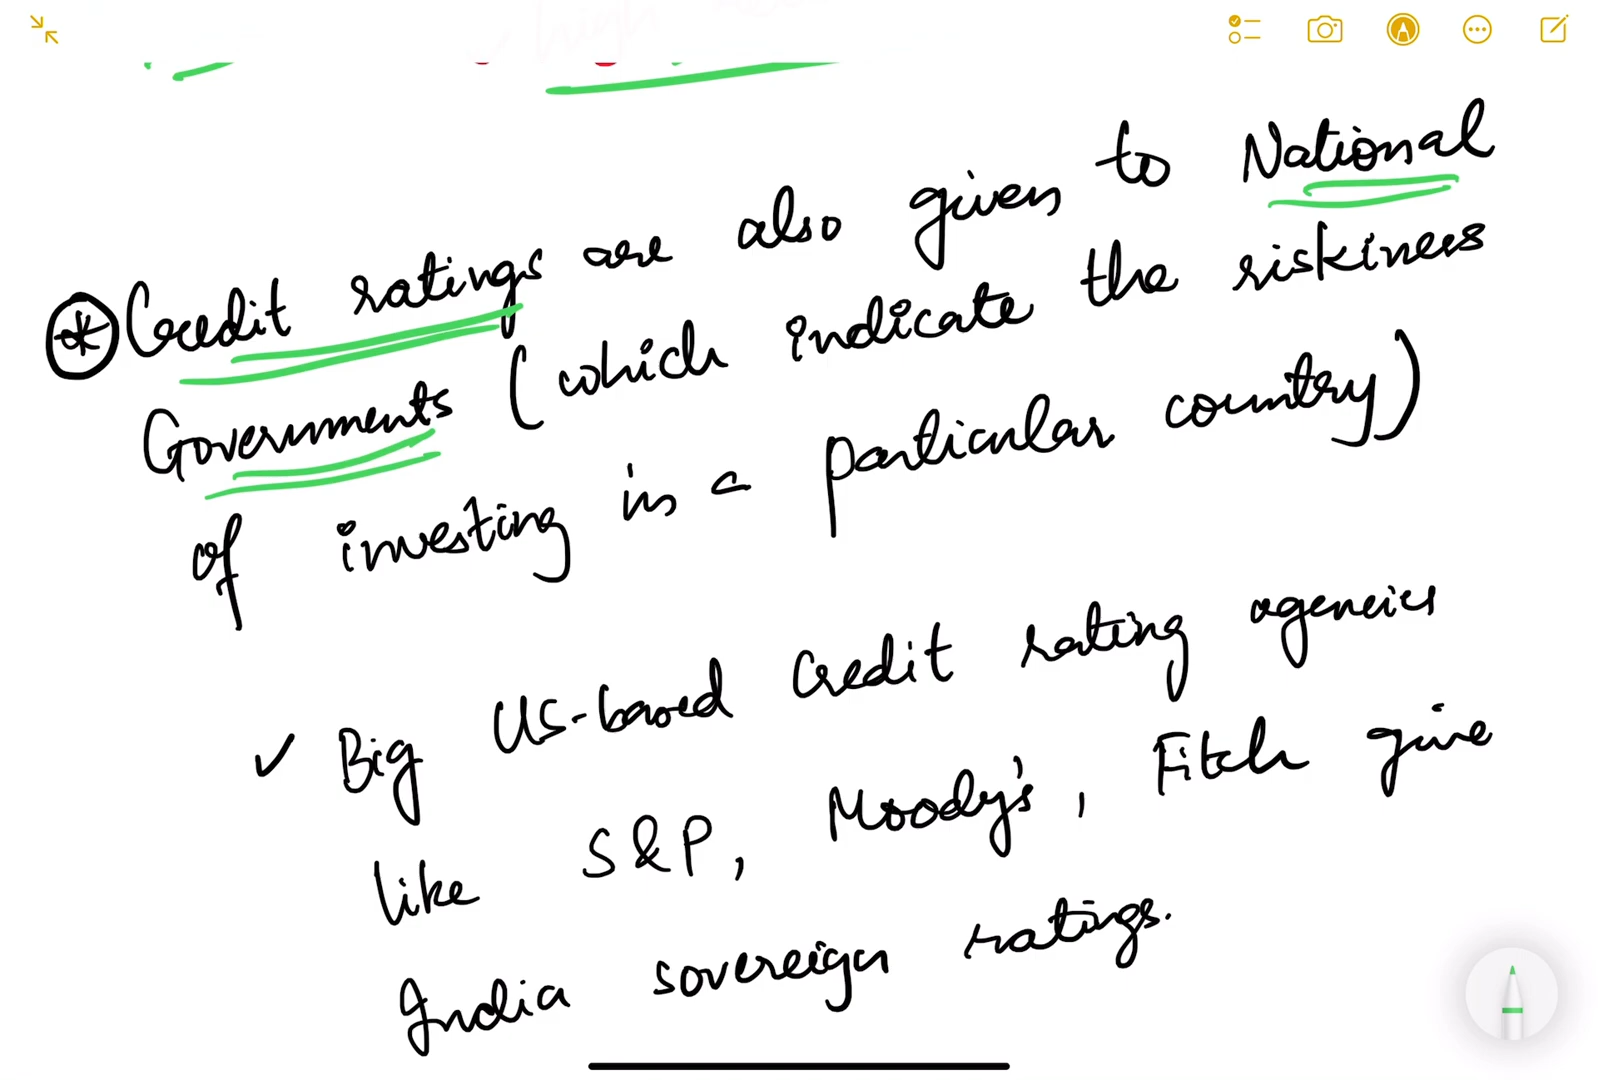 * Credit ratings are also given to National
Governments (which indicate the riskiness
of investing in a particular country)
✓ Big US-based Credit rating agencies
like S&P, Moody's, Fitch give
India sovereign ratings.